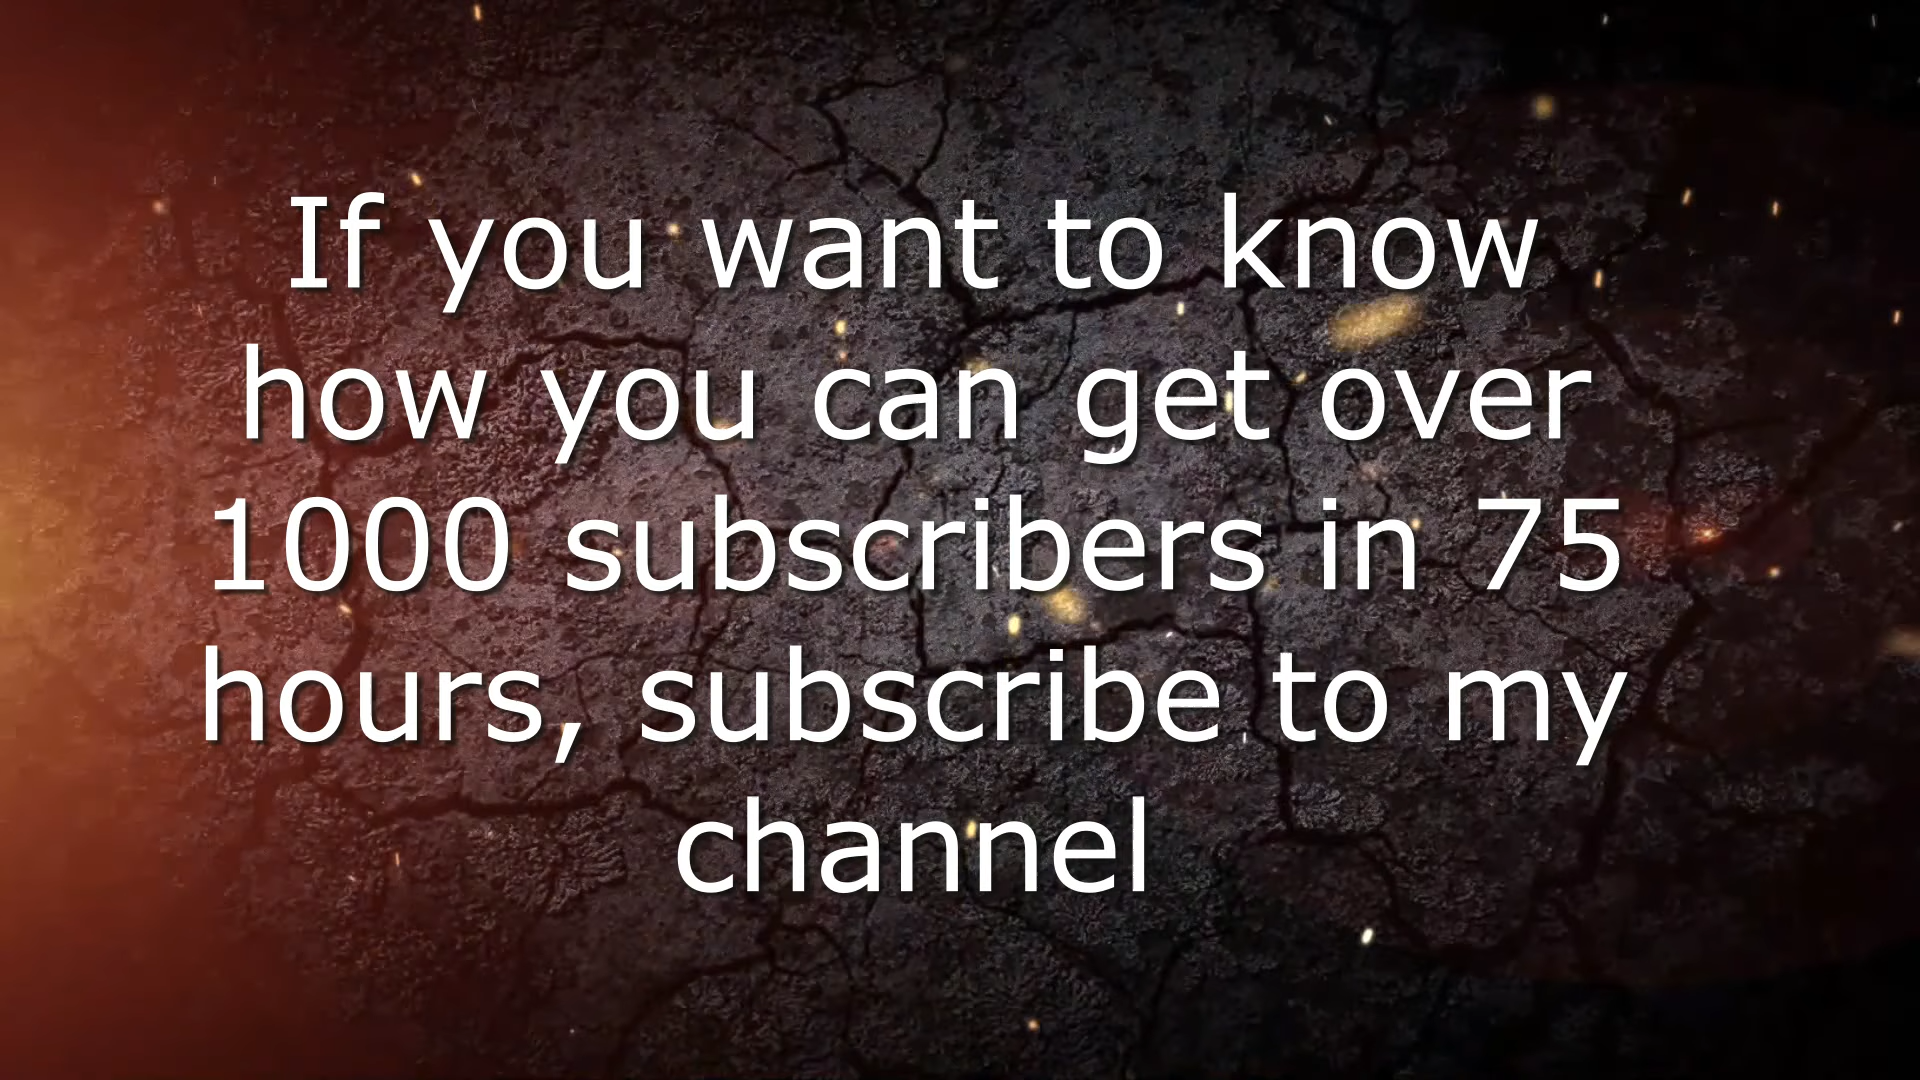 If you want to know
how you can get over
1000 subscribers in 75
hours, subscribe to my
channel